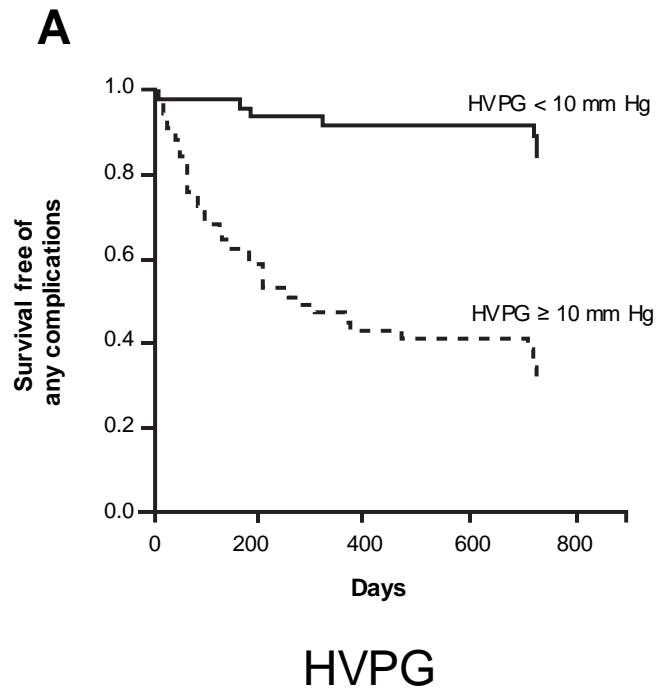 A
1.0
0.8
0.6
0.4
0.2
0.0
Survival free of
any complications
HVPG < 10 mm Hg
HVPG ≥ 10 mm Hg
0 200 400 600 800
Days
HVPG